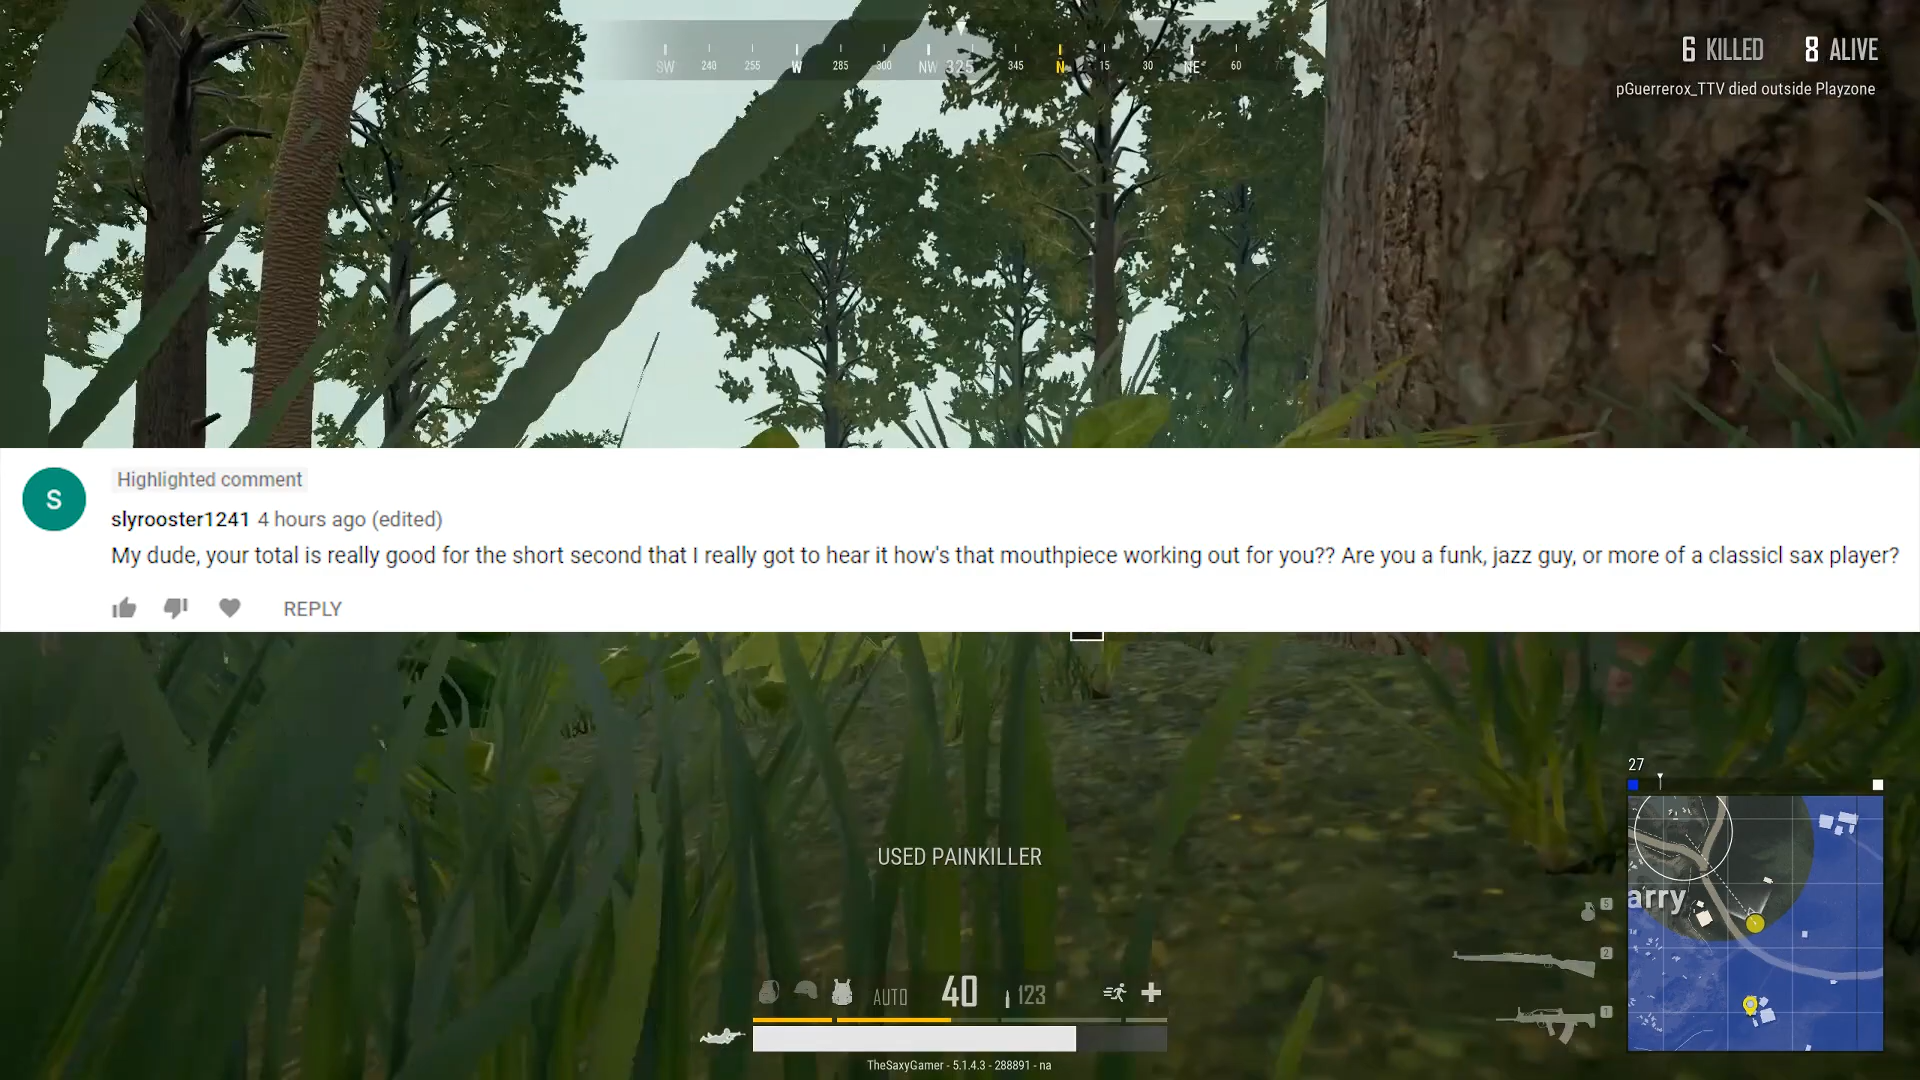 SW 240 255 W 285 300 NW 325 345 N 15 30 NE 60
6 KILLED 8 ALIVE
pGuerrerox_TTV died outside Playzone
Highlighted comment
S
slyrooster1241 4 hours ago (edited)
My dude, your total is really good for the short second that I really got to hear it how's that mouthpiece working out for you?? Are you a funk, jazz guy, or more of a classicl sax player?
REPLY
27
USED PAINKILLER
arry
5
2
1
AUTO 40 123
TheSaxyGamer - 5.1.4.3 - 288891 - na